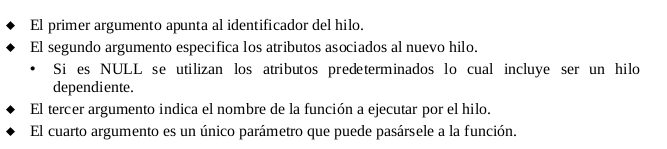 ◆ El primer argumento apunta al identificador del hilo.
◆ El segundo argumento especifica los atributos asociados al nuevo hilo.
• Si es NULL se utilizan los atributos predeterminados lo cual incluye ser un hilo
dependiente.
◆ El tercer argumento indica el nombre de la función a ejecutar por el hilo.
◆ El cuarto argumento es un único parámetro que puede pasársele a la función.